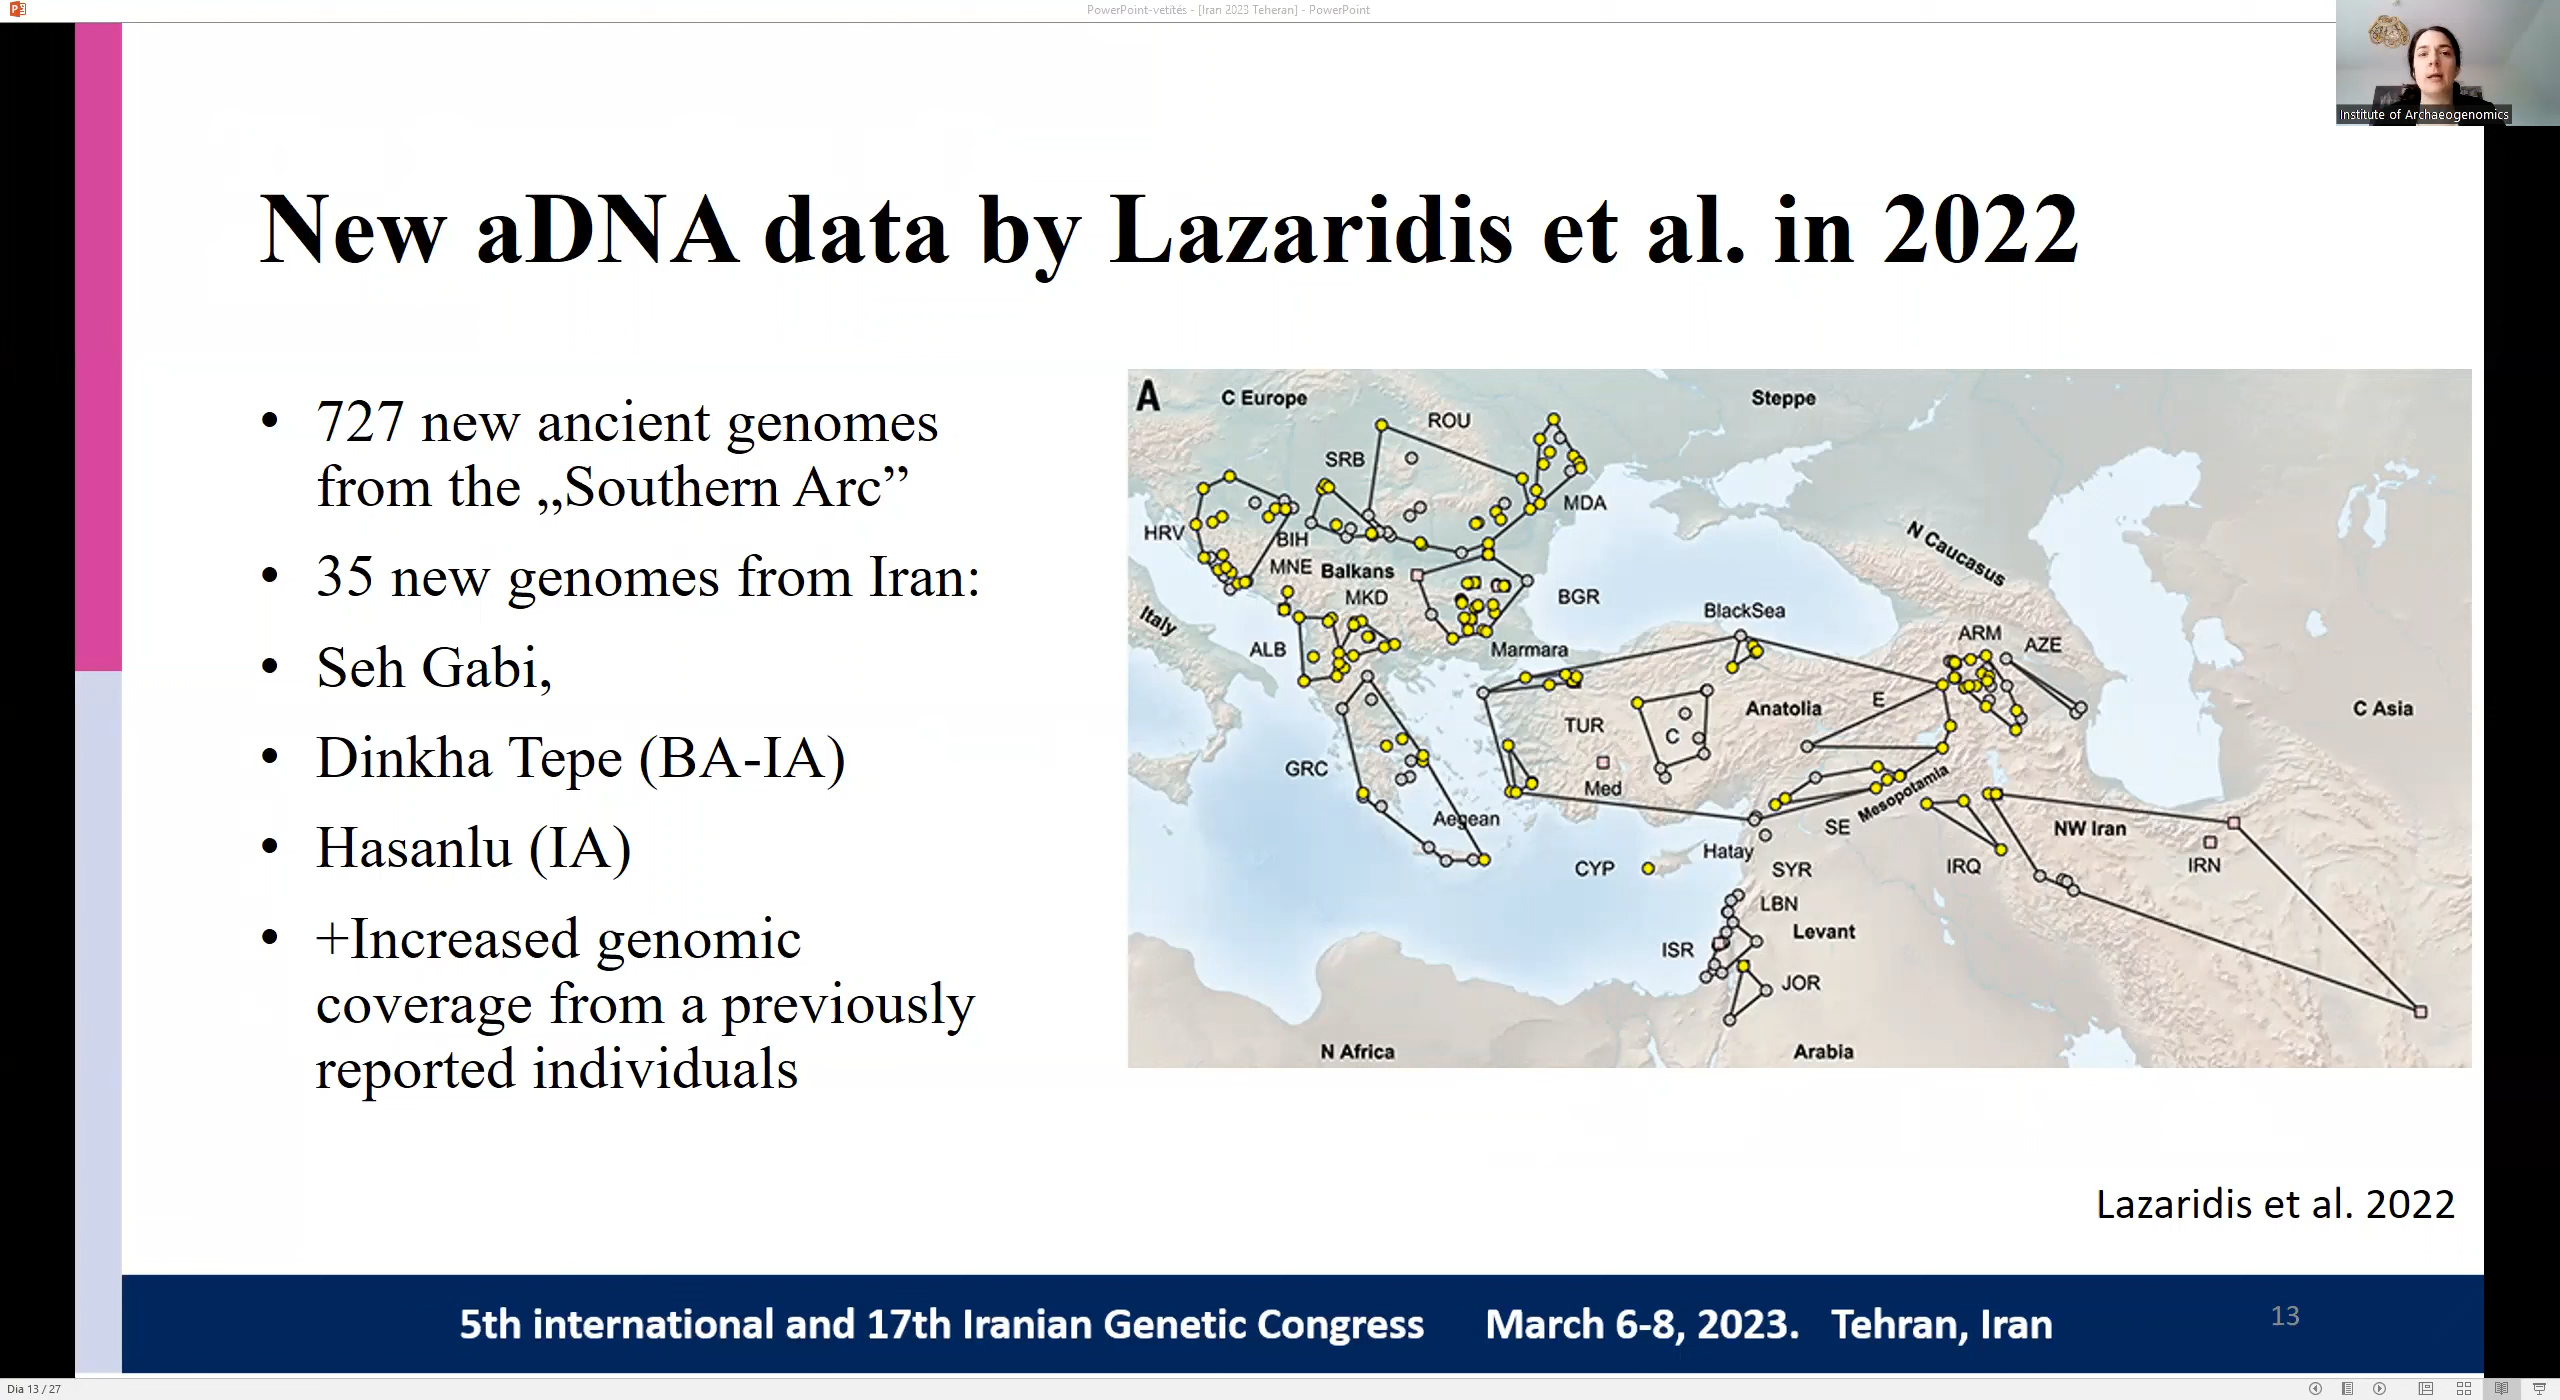 PowerPoint-vetítés - [Iran 2023 Teheran] - PowerPoint
Institute of Archaeogenomics
New aDNA data by Lazaridis et al. in 2022
• 727 new ancient genomes
from the „Southern Arc”
• 35 new genomes from Iran:
• Seh Gabi,
• Dinkha Tepe (BA-IA)
• Hasanlu (IA)
• +Increased genomic
coverage from a previously
reported individuals
A
C Europe
Steppe
ROU
SRB
MDA
HRV
BIH
N Caucasus
MNE
Balkans
MKD
BGR
BlackSea
Italy
ALB
Marmara
ARM
AZE
E
Anatolia
C Asia
TUR
C
GRC
Med
Mesopotamia
Aegean
SE
NW Iran
Hatay
CYP
SYR
IRQ
IRN
LBN
Levant
ISR
JOR
N Africa
Arabia
Lazaridis et al. 2022
5th international and 17th Iranian Genetic Congress March 6-8, 2023. Tehran, Iran
13
Dia 13 / 27